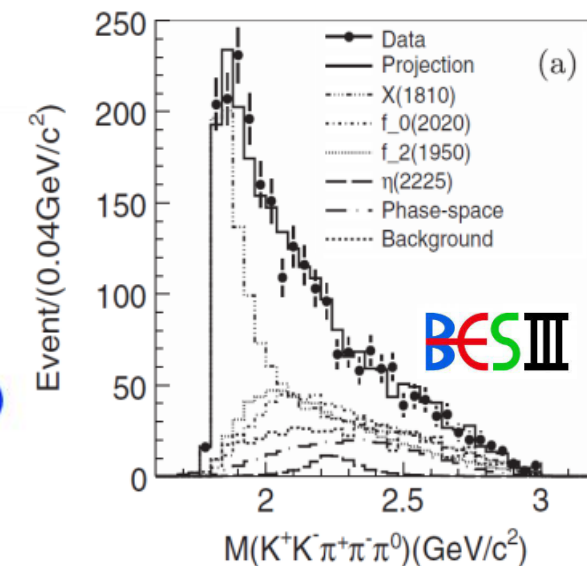 250
200
150
100
50
0
Event/(0.04GeV/c²)
Data
(a)
Projection
X(1810)
f_0(2020)
f_2(1950)
η(2225)
Phase-space
Background
BESIII
2
2.5
3
M(K⁺K⁻π⁺π⁻π⁰)(GeV/c²)